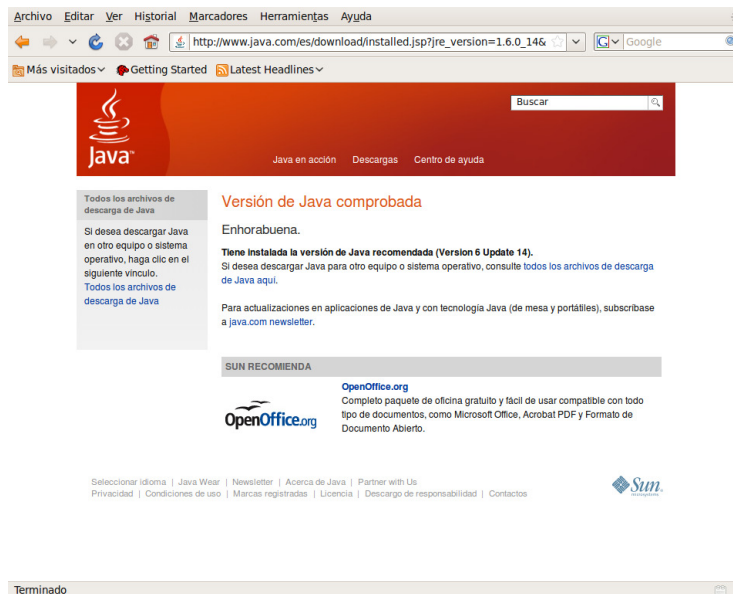 Archivo Editar Ver Historial Marcadores Herramientas Ayuda
http://www.java.com/es/download/installed.jsp?jre_version=1.6.0_14&
Google
Más visitados Getting Started Latest Headlines
Buscar
Java™
Java en acción Descargas Centro de ayuda
Todos los archivos de
descarga de Java
Si desea descargar Java
en otro equipo o sistema
operativo, haga clic en el
siguiente vínculo.
Todos los archivos de
descarga de Java
Versión de Java comprobada
Enhorabuena.
Tiene instalada la versión de Java recomendada (Version 6 Update 14).
Si desea descargar Java para otro equipo o sistema operativo, consulte todos los archivos de descarga
de Java aquí.
Para actualizaciones en aplicaciones de Java y con tecnología Java (de mesa y portátiles), subscríbase
a java.com newsletter.
SUN RECOMIENDA
OpenOffice.org
OpenOffice.org
Completo paquete de oficina gratuito y fácil de usar compatible con todo
tipo de documentos, como Microsoft Office, Acrobat PDF y Formato de
Documento Abierto.
Seleccionar idioma | Java Wear | Newsletter | Acerca de Java | Partner with Us
Privacidad | Condiciones de uso | Marcas registradas | Licencia | Descargo de responsabilidad | Contactos
Sun
Terminado